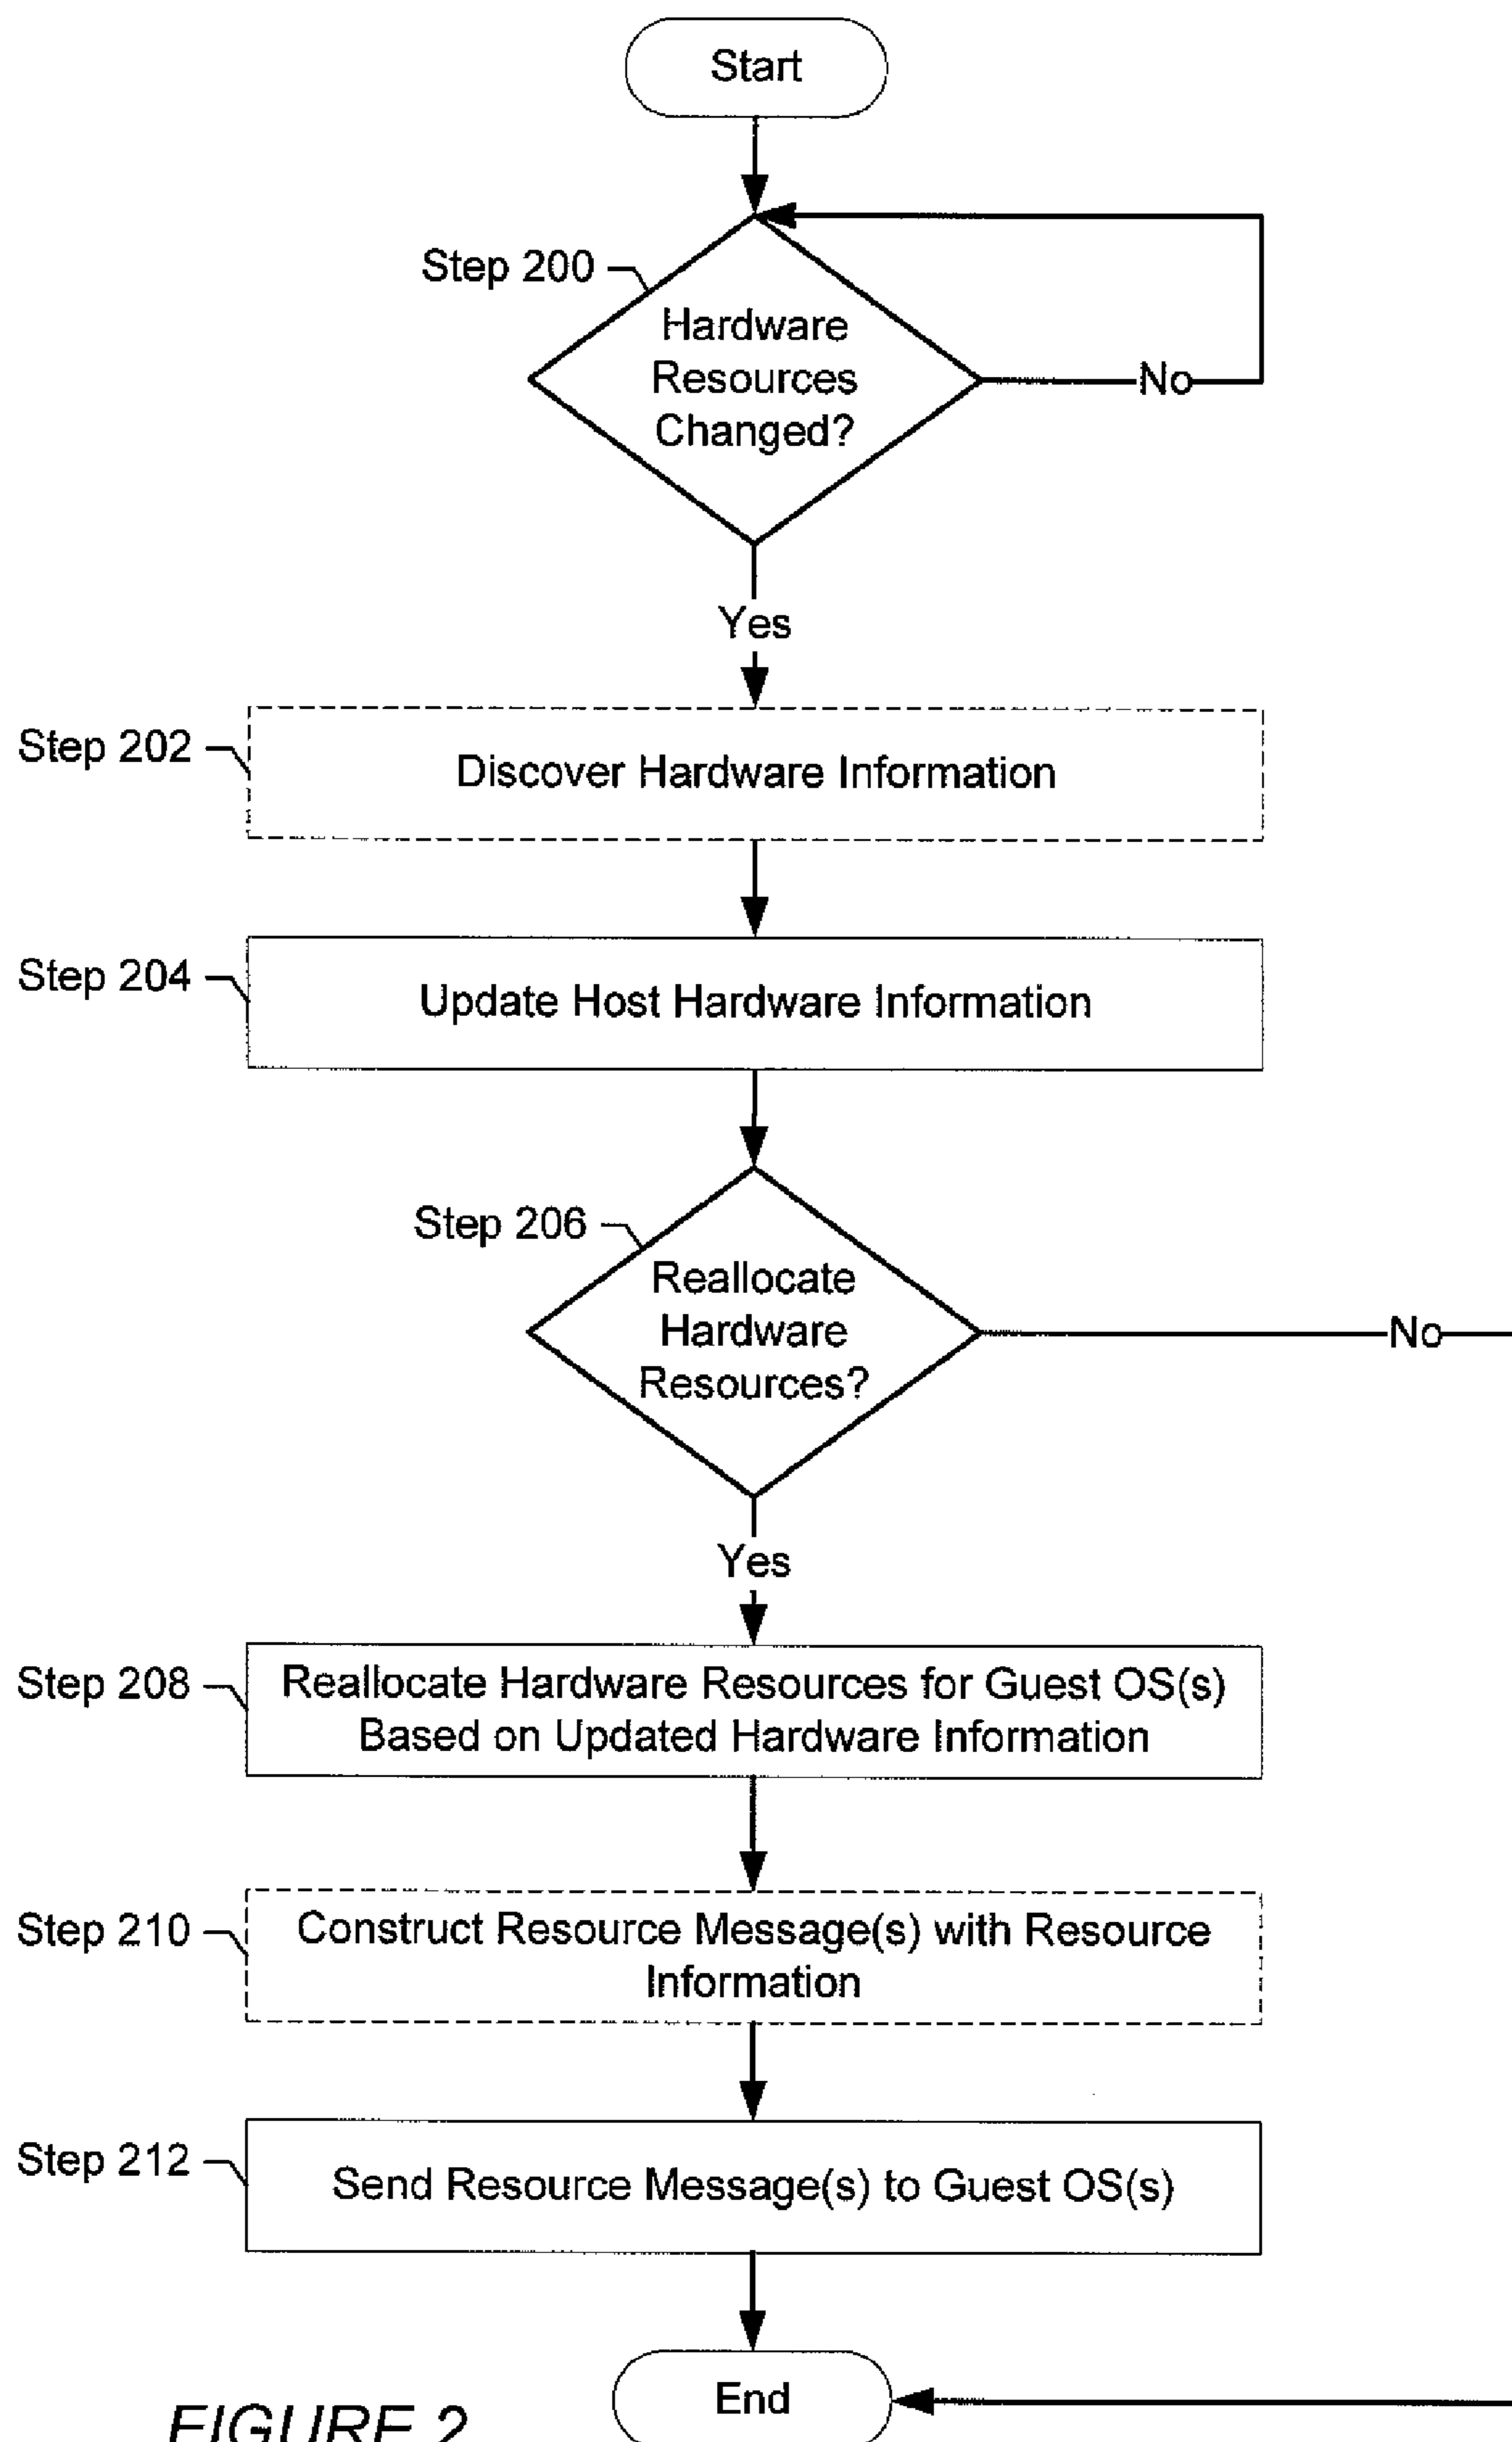 Start
Step 200
Hardware
Resources
Changed?
No
Yes
Step 202
Discover Hardware Information
Step 204
Update Host Hardware Information
Step 206
Reallocate
Hardware
Resources?
No
Yes
Step 208
Reallocate Hardware Resources for Guest OS(s)
Based on Updated Hardware Information
Step 210
Construct Resource Message(s) with Resource
Information
Step 212
Send Resource Message(s) to Guest OS(s)
End
FIGURE 2